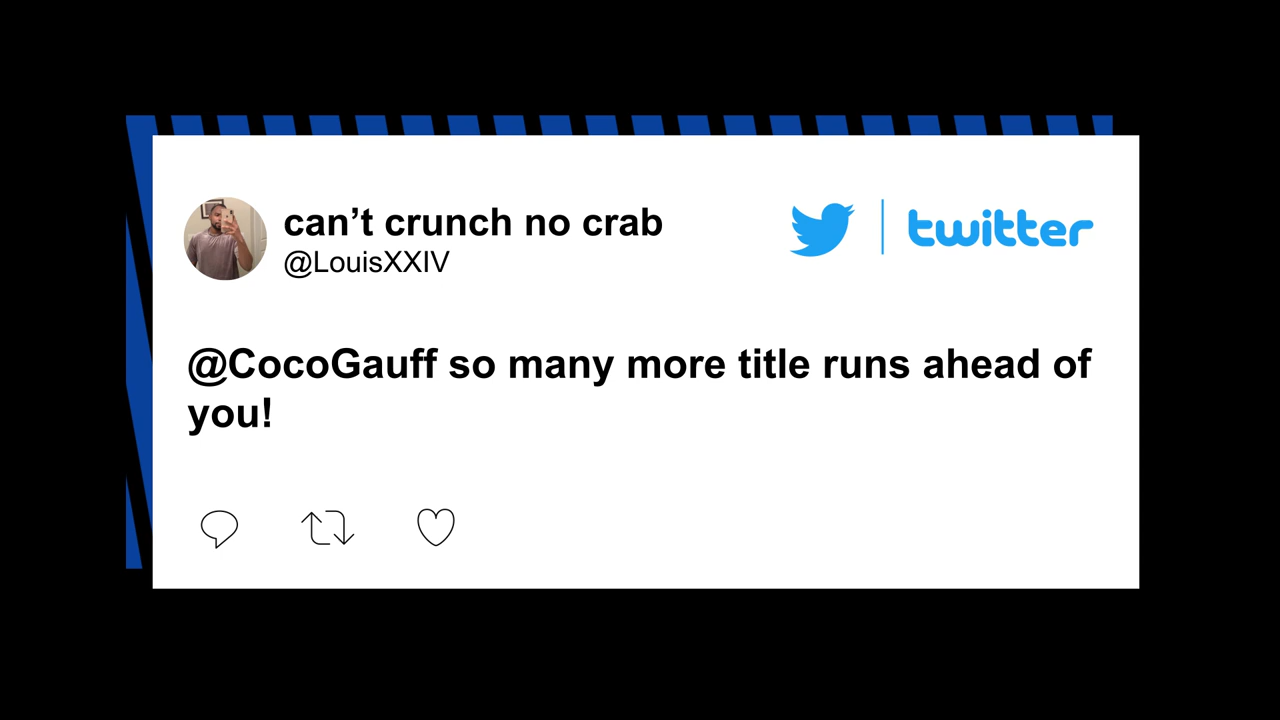 can’t crunch no crab
@LouisXXIV
twitter
@CocoGauff so many more title runs ahead of
you!